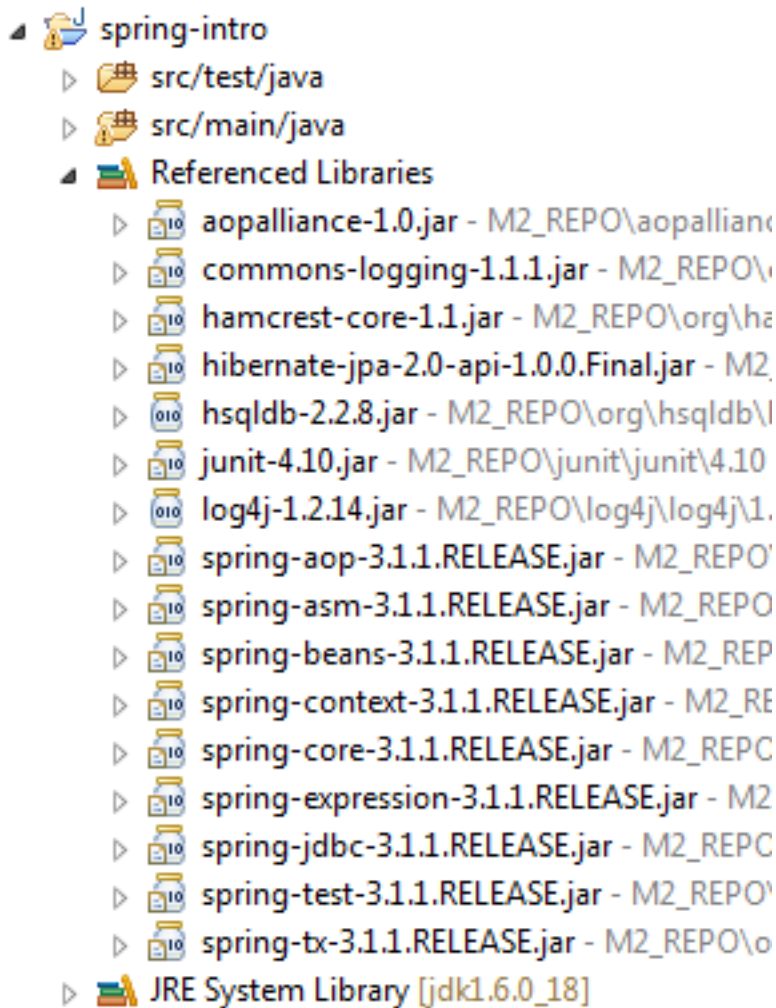 spring-intro
src/test/java
src/main/java
Referenced Libraries
aopalliance-1.0.jar - M2_REPO\aopallianc
commons-logging-1.1.1.jar - M2_REPO\
hamcrest-core-1.1.jar - M2_REPO\org\ha
hibernate-jpa-2.0-api-1.0.0.Final.jar - M2_
hsqldb-2.2.8.jar - M2_REPO\org\hsqldb\
junit-4.10.jar - M2_REPO\junit\junit\4.10
log4j-1.2.14.jar - M2_REPO\log4j\log4j\1.
spring-aop-3.1.1.RELEASE.jar - M2_REPO\
spring-asm-3.1.1.RELEASE.jar - M2_REPO
spring-beans-3.1.1.RELEASE.jar - M2_REP
spring-context-3.1.1.RELEASE.jar - M2_RE
spring-core-3.1.1.RELEASE.jar - M2_REPO
spring-expression-3.1.1.RELEASE.jar - M2
spring-jdbc-3.1.1.RELEASE.jar - M2_REPO
spring-test-3.1.1.RELEASE.jar - M2_REPO\
spring-tx-3.1.1.RELEASE.jar - M2_REPO\o
JRE System Library [jdk1.6.0_18]